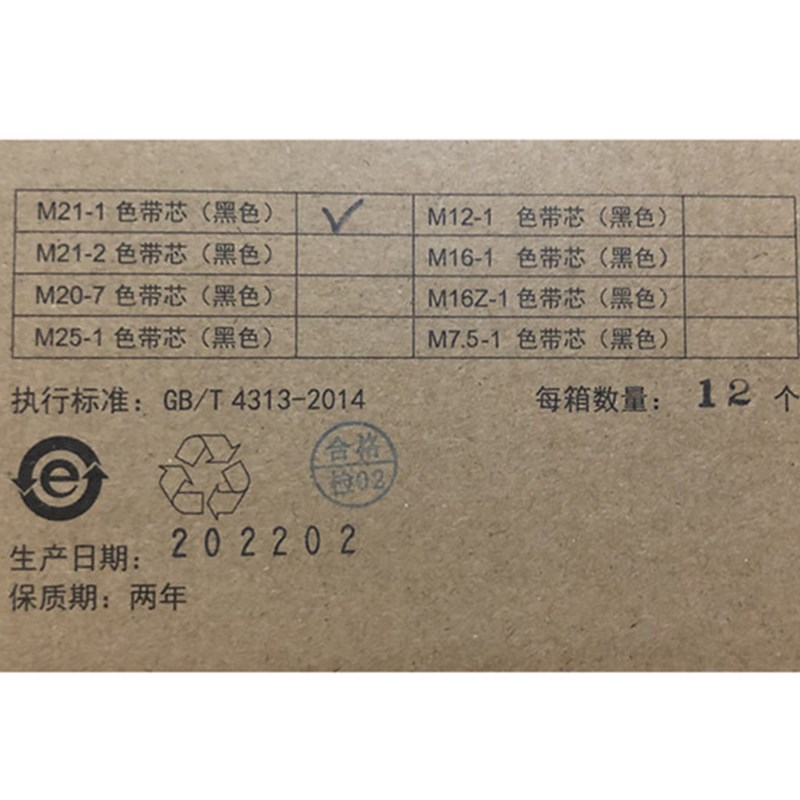 M21-1 色带芯（黑色） ✓ M12-1 色带芯（黑色）
M21-2 色带芯（黑色） M16-1 色带芯（黑色）
M20-7 色带芯（黑色） M16Z-1 色带芯（黑色）
M25-1 色带芯（黑色） M7.5-1 色带芯（黑色）
执行标准：GB/T 4313-2014 每箱数量：12 个
e
合格
检02
生产日期：202202
保质期：两年